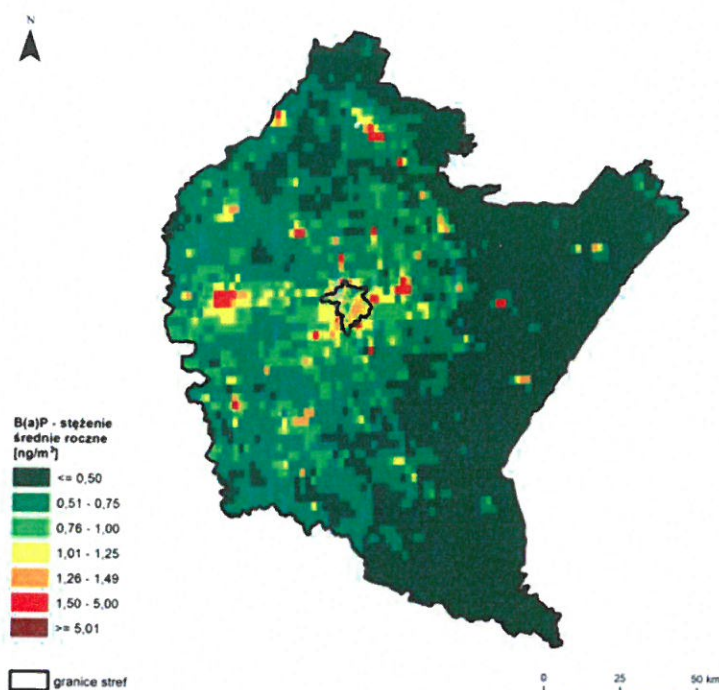 N
B(a)P - stężenie
średnie roczne
[ng/m³]
<= 0,50
0,51 - 0,75
0,76 - 1,00
1,01 - 1,25
1,26 - 1,49
1,50 - 5,00
>= 5,01
granice stref
0 25 50 km